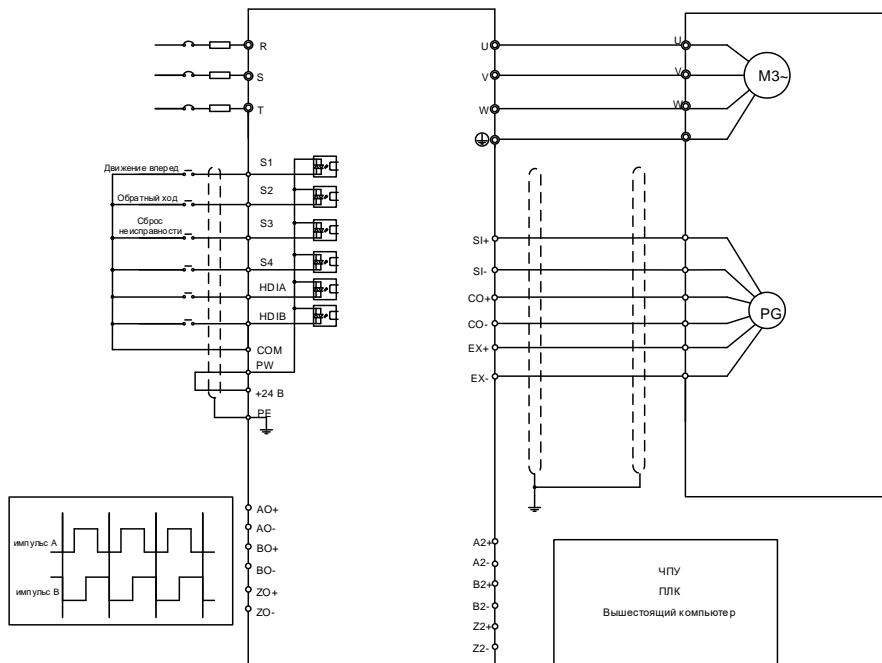 R
S
T
U
V
W
U
V
W
M3~
Движение вперед
Обратный ход
Сброс
неисправности
S1
S2
S3
S4
HDIA
HDIB
COM
PW
+24 В
PE
SI+
SI-
CO+
CO-
EX+
EX-
PG
импульс А
импульс В
AO+
AO-
BO+
BO-
ZO+
ZO-
A2+
A2-
B2+
B2-
Z2+
Z2-
ЧПУ
ПЛК
Вышестоящий компьютер